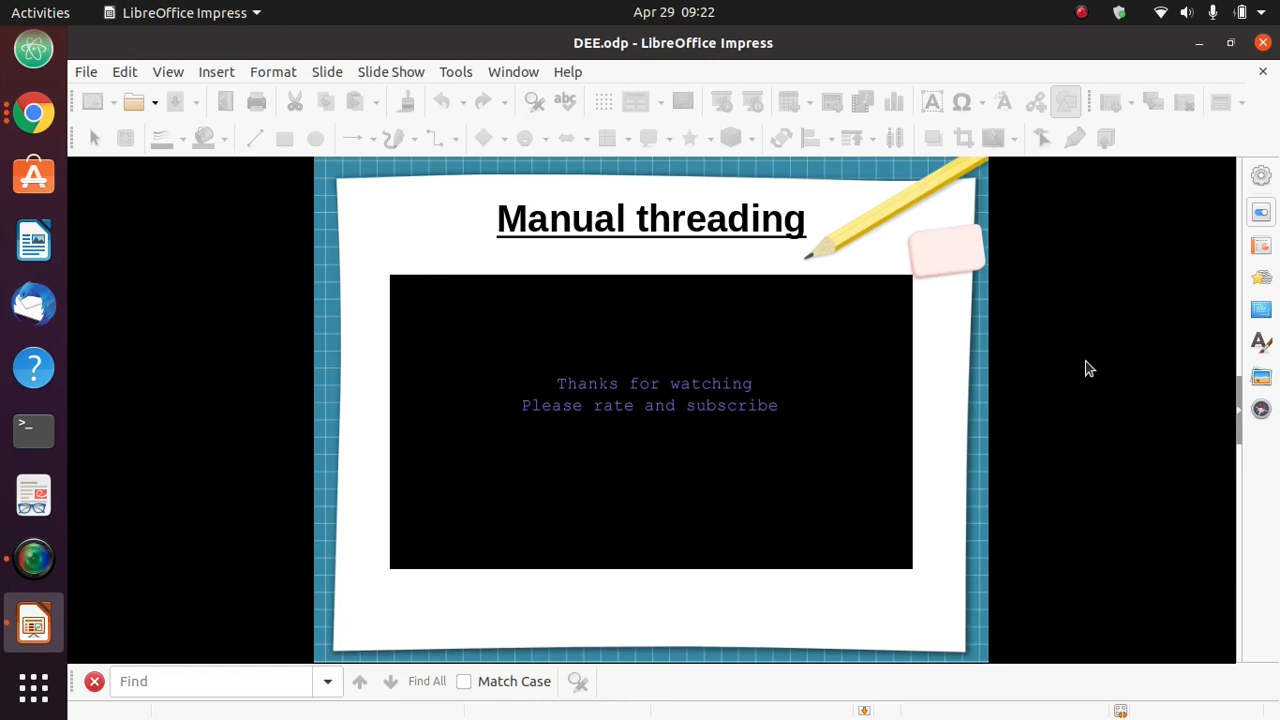 Activities
LibreOffice Impress
Apr 29 09:22
DEE.odp - LibreOffice Impress
File Edit View Insert Format Slide Slide Show Tools Window Help
Manual threading
Thanks for watching
Please rate and subscribe
Find
Find All
Match Case